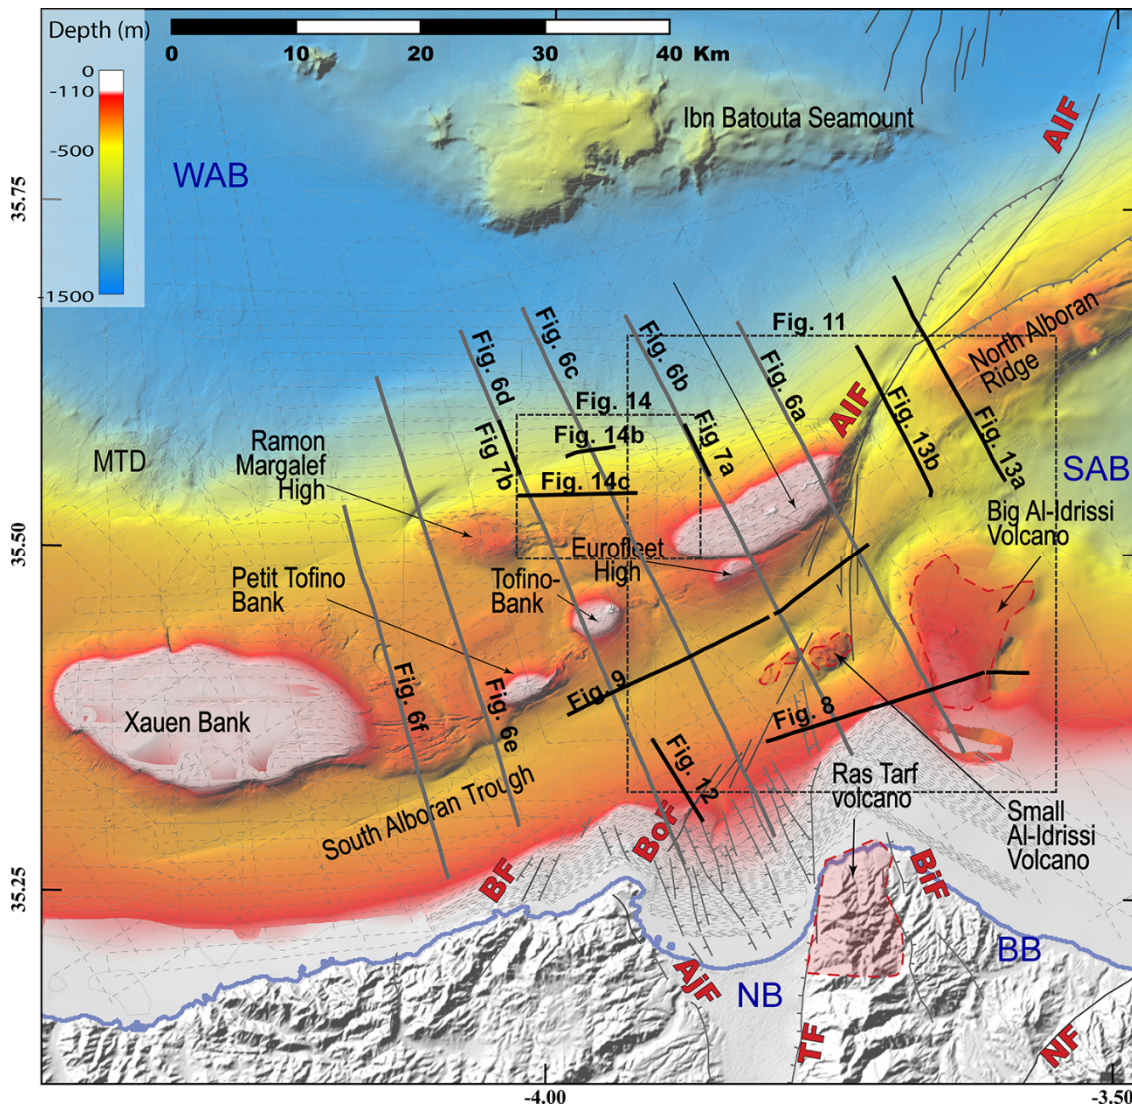 Depth (m)
0
-110
-500
-1500
0
10
20
30
40
Km
Ibn Batouta Seamount
WAB
AIF
35.75
Fig. 11
North Alboran
Ridge
Fig. 6d
Fig. 6c
Fig. 6b
Fig. 6a
AIF
Fig. 14
Fig. 14b
Fig. 14c
Fig 7b
Fig 7a
Fig. 13b
Fig. 13a
SAB
MTD
Ramon
Margalef
High
Big Al-Idrissi
Volcano
35.50
Eurofleet
High
Petit Tofino
Bank
Tofino-
Bank
Xauen Bank
Fig. 6f
Fig. 6e
Fig. 9
Fig. 8
Fig. 12
South Alboran Trough
Ras Tarf
volcano
Small
Al-Idrissi
Volcano
BoF
BF
BiF
35.25
AjF
NB
BB
TF
NF
-4.00
-3.50